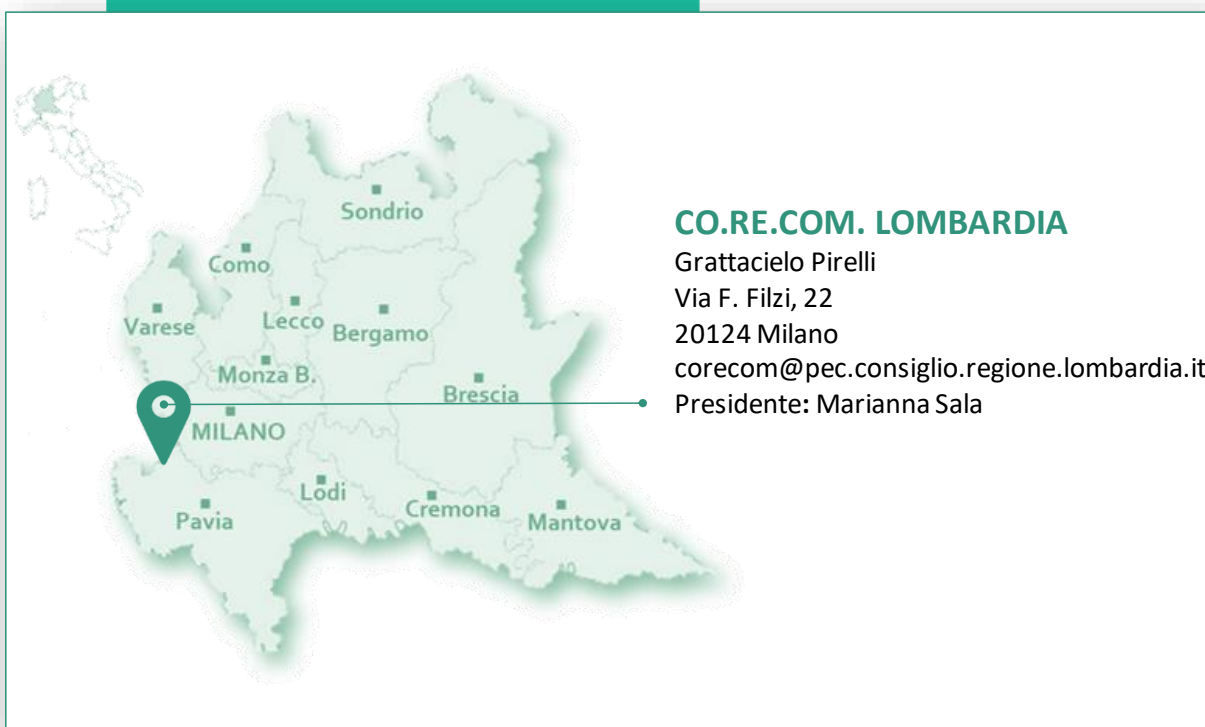 Sondrio
Como
Varese
Lecco
Bergamo
Monza B.
Brescia
MILANO
Lodi
Pavia
Cremona
Mantova
CO.RE.COM. LOMBARDIA
Grattacielo Pirelli
Via F. Filzi, 22
20124 Milano
corecom@pec.consiglio.regione.lombardia.it
Presidente: Marianna Sala